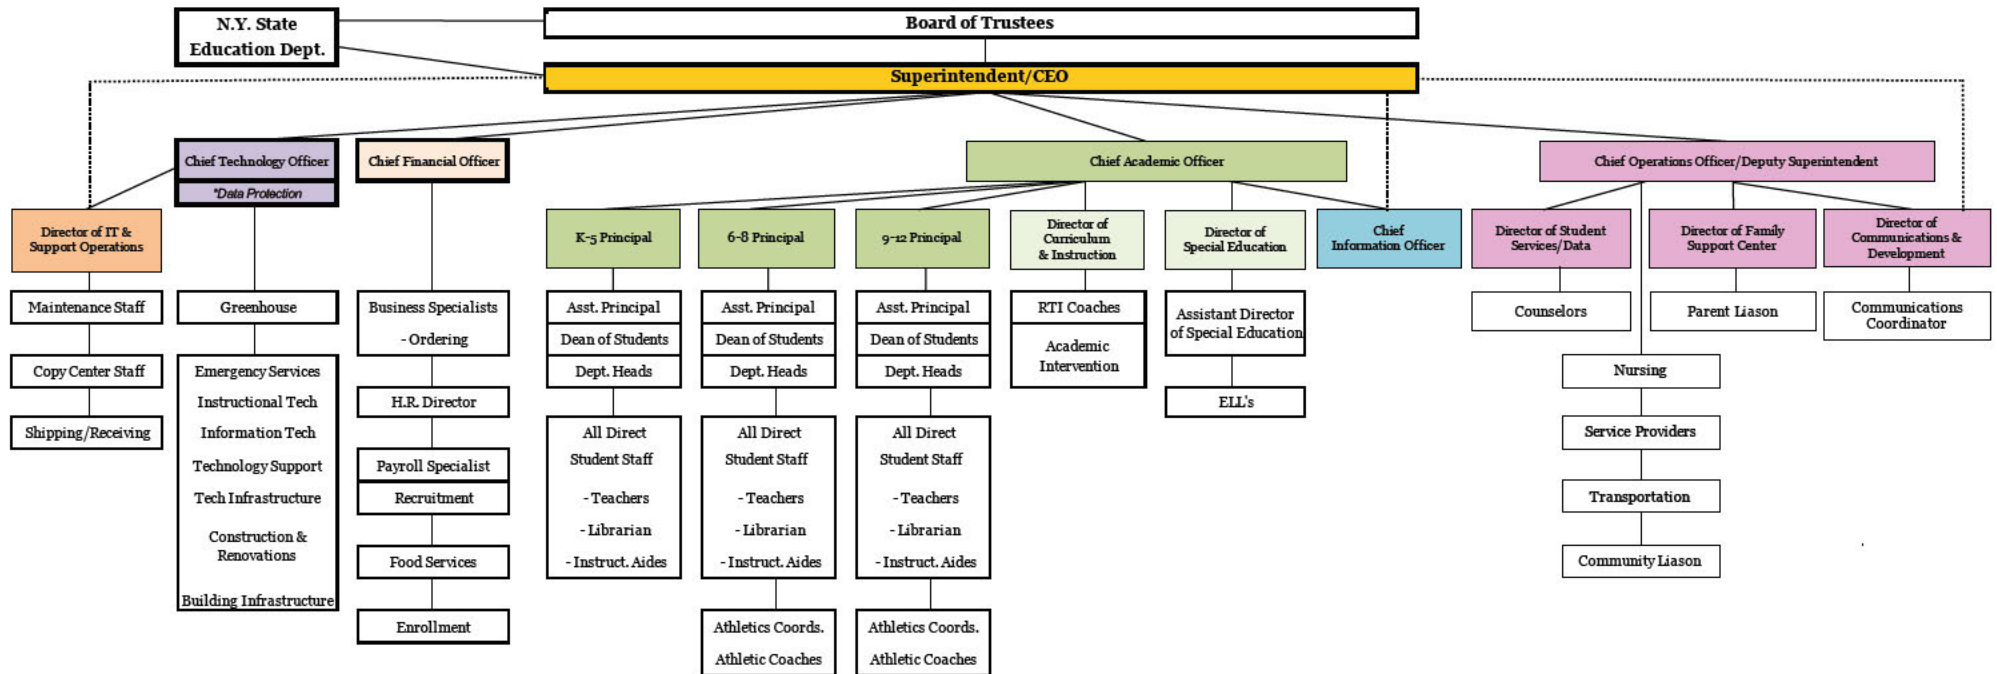 N.Y. State
Education Dept.
Board of Trustees
Superintendent/CEO
Chief Technology Officer
*Data Protection
Chief Financial Officer
Chief Academic Officer
Chief Operations Officer/Deputy Superintendent
Director of IT &
Support Operations
K-5 Principal
6-8 Principal
9-12 Principal
Director of
Curriculum
& Instruction
Director of
Special Education
Chief
Information Officer
Director of Student
Services/Data
Director of Family
Support Center
Director of
Communications &
Development
Maintenance Staff
Copy Center Staff
Shipping/Receiving
Greenhouse
Emergency Services
Instructional Tech
Information Tech
Technology Support
Tech Infrastructure
Construction &
Renovations
Building Infrastructure
Business Specialists
- Ordering
H.R. Director
Payroll Specialist
Recruitment
Food Services
Enrollment
Asst. Principal
Dean of Students
Dept. Heads
All Direct
Student Staff
- Teachers
- Librarian
- Instruct. Aides
Asst. Principal
Dean of Students
Dept. Heads
All Direct
Student Staff
- Teachers
- Librarian
- Instruct. Aides
Athletics Coords.
Athletic Coaches
Asst. Principal
Dean of Students
Dept. Heads
All Direct
Student Staff
- Teachers
- Librarian
- Instruct. Aides
Athletics Coords.
Athletic Coaches
RTI Coaches
Academic
Intervention
Assistant Director
of Special Education
ELL's
Counselors
Nursing
Service Providers
Transportation
Community Liason
Parent Liason
Communications
Coordinator